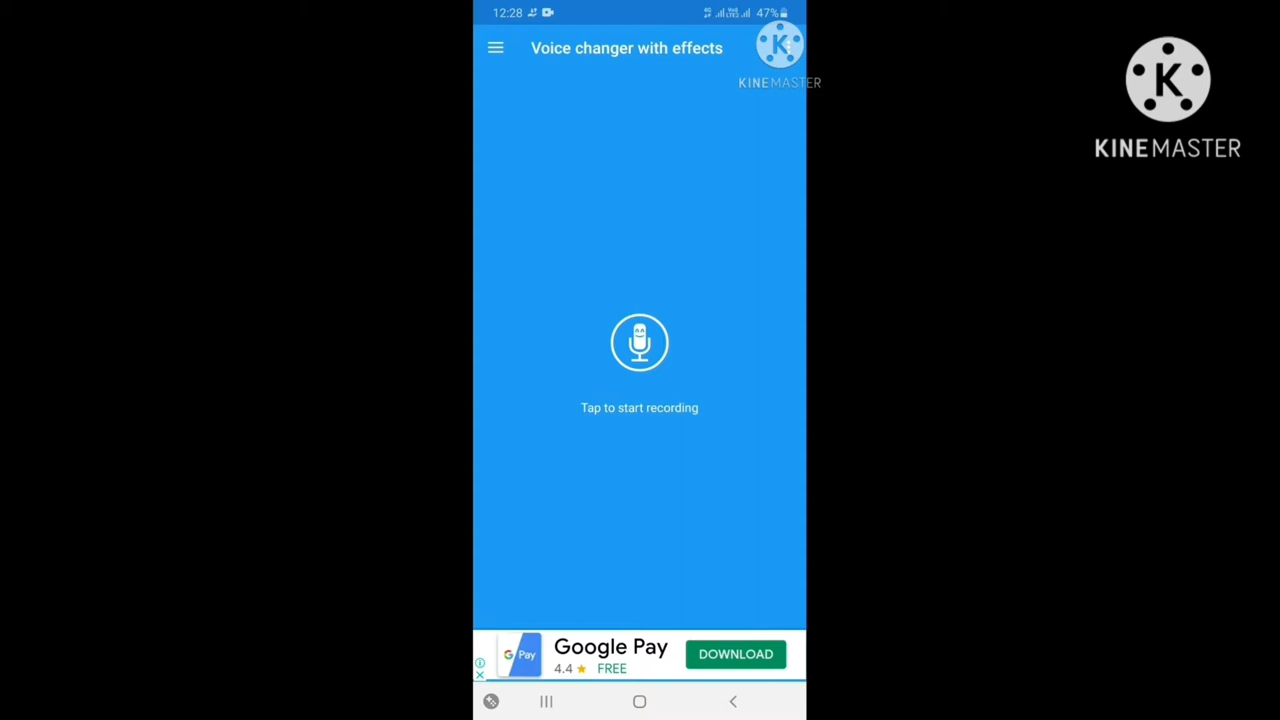 12:28
47%
Voice changer with effects
KINEMASTER
KINEMASTER
Tap to start recording
G Pay
Google Pay
4.4 FREE
DOWNLOAD